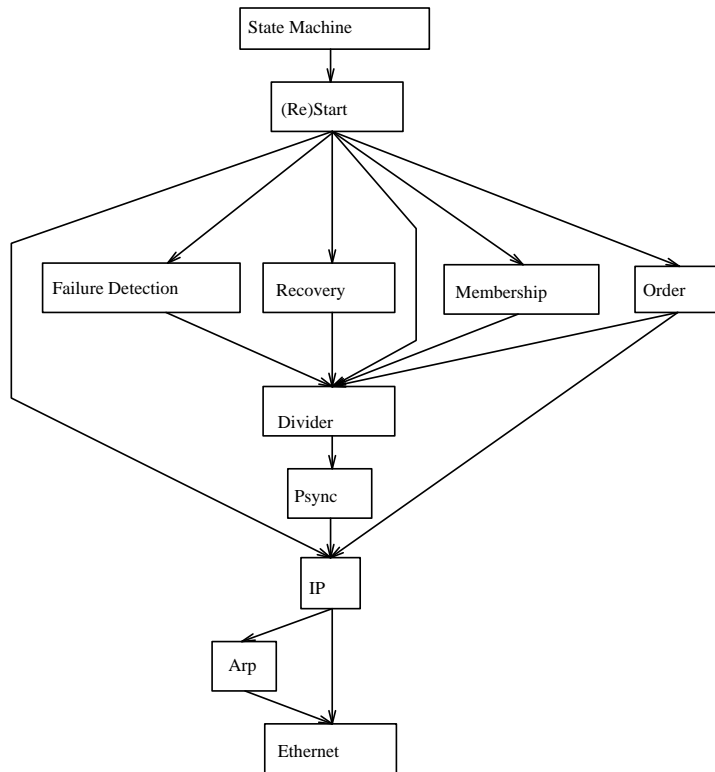 State Machine
(Re)Start
Failure Detection
Recovery
Membership
Order
Divider
Psync
IP
Arp
Ethernet